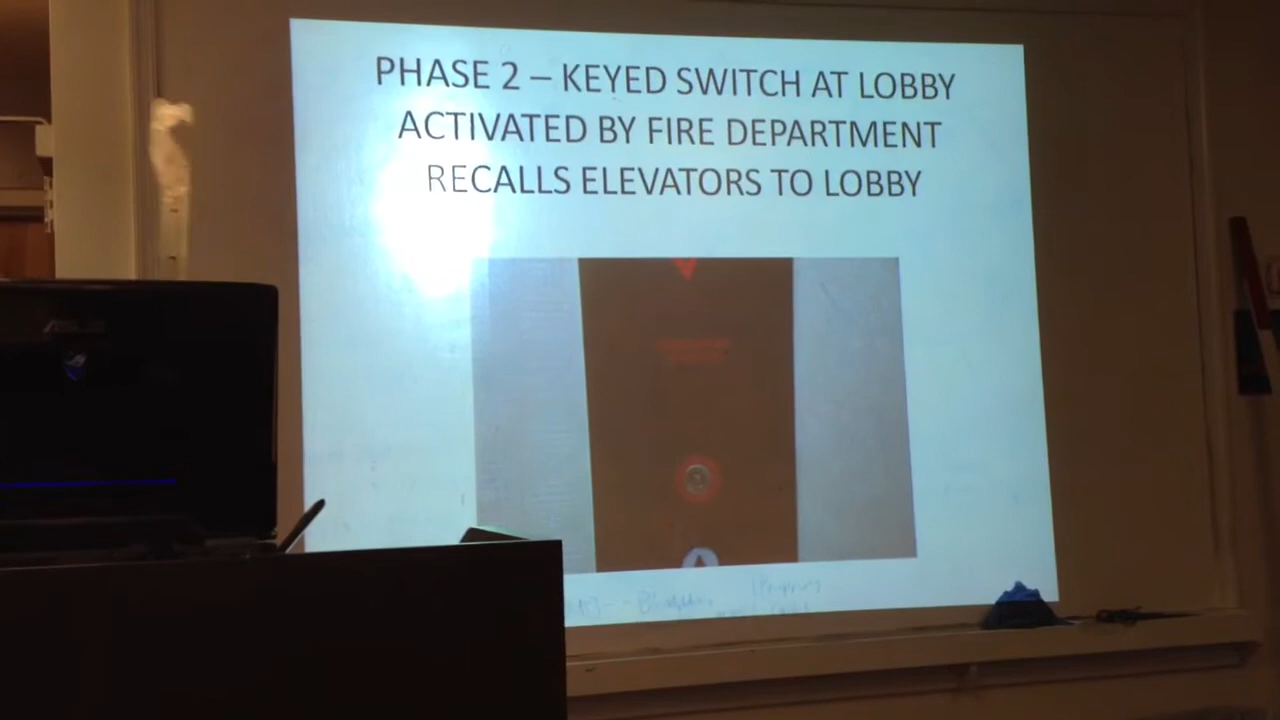 PHASE 2 – KEYED SWITCH AT LOBBY
ACTIVATED BY FIRE DEPARTMENT
RECALLS ELEVATORS TO LOBBY